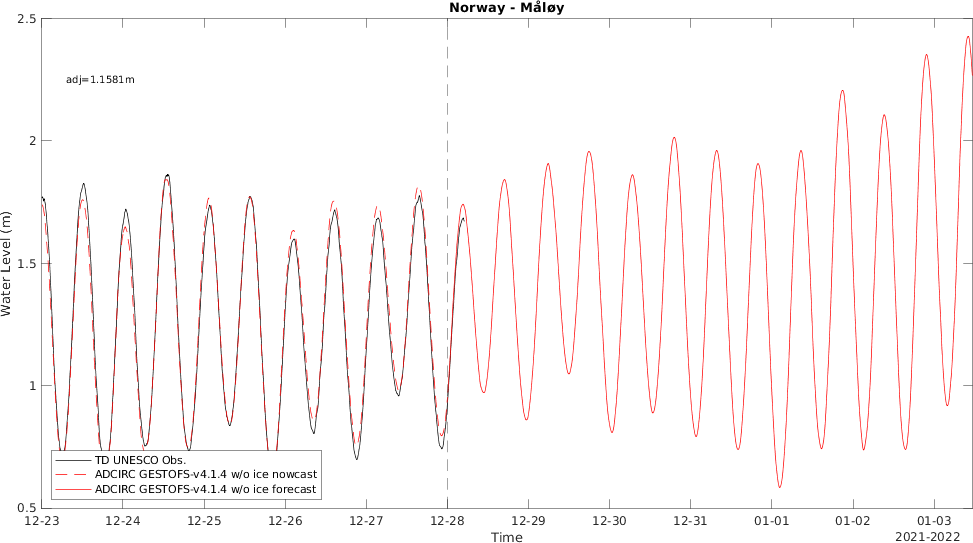 Norway - Måløy
2.5
adj=1.1581m
2
1.5
Water Level (m)
1
0.5
TD UNESCO Obs.
ADCIRC GESTOFS-v4.1.4 w/o ice nowcast
ADCIRC GESTOFS-v4.1.4 w/o ice forecast
12-23 12-24 12-25 12-26 12-27 12-28 12-29 12-30 12-31 01-01 01-02 01-03
Time
2021-2022